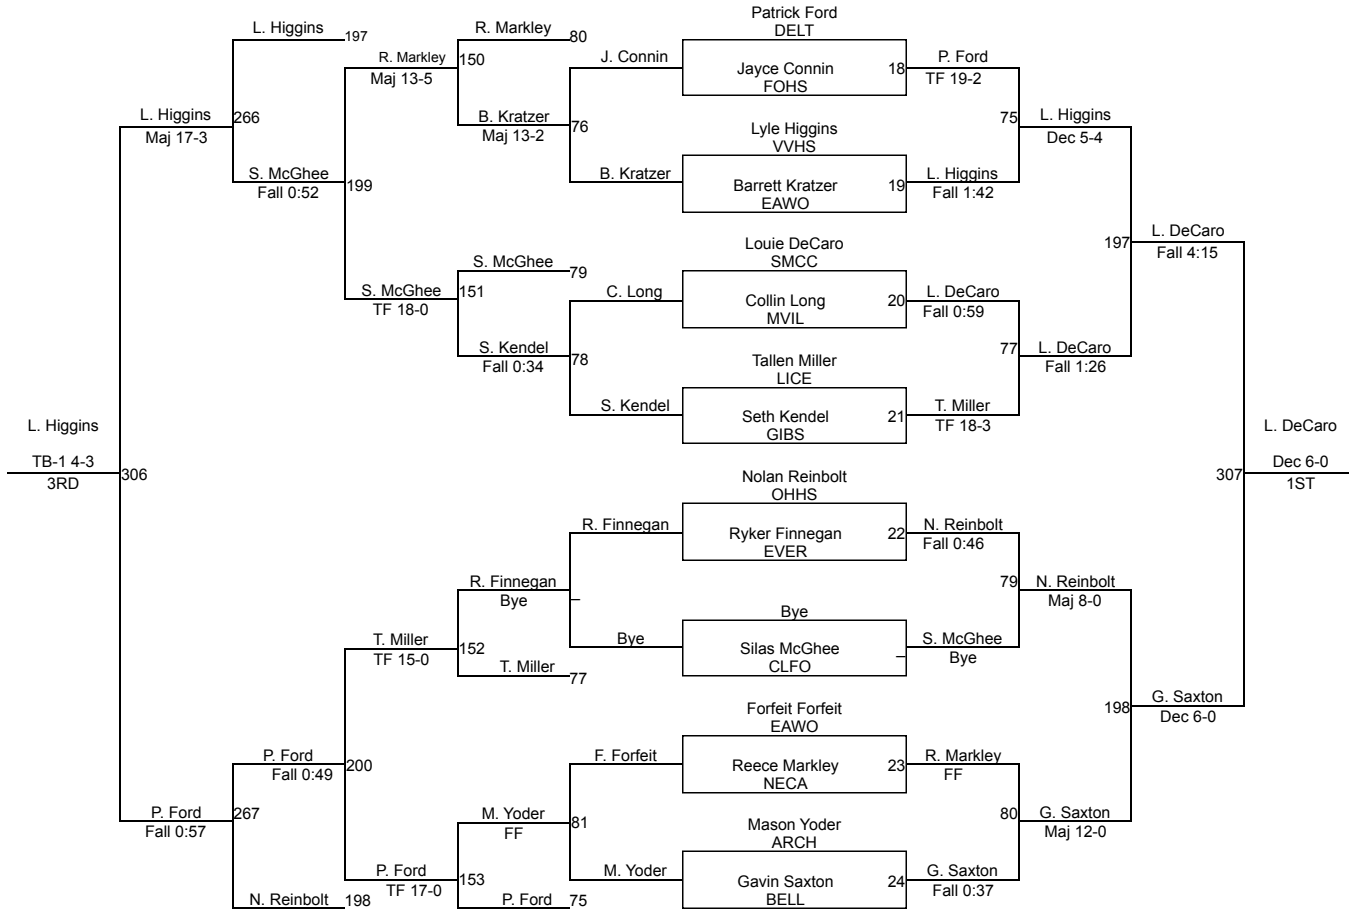 Patrick Ford
DELT
L. Higgins
197
R. Markley
80
R. Markley
150
Maj 13-5
J. Connin
Jayce Connin
18
FOHS
P. Ford
TF 19-2
L. Higgins
266
Maj 17-3
B. Kratzer
76
Maj 13-2
Lyle Higgins
VVHS
75
L. Higgins
Dec 5-4
S. McGhee
199
Fall 0:52
B. Kratzer
Barrett Kratzer
19
EAWO
L. Higgins
Fall 1:42
197
L. DeCaro
Fall 4:15
Louie DeCaro
SMCC
S. McGhee
79
S. McGhee
151
TF 18-0
C. Long
Collin Long
20
MVIL
L. DeCaro
Fall 0:59
S. Kendel
78
Fall 0:34
Tallen Miller
LICE
77
L. DeCaro
Fall 1:26
S. Kendel
Seth Kendel
21
GIBS
T. Miller
TF 18-3
L. Higgins
TB-1 4-3
3RD
306
L. DeCaro
307
Dec 6-0
1ST
Nolan Reinbolt
OHHS
R. Finnegan
Ryker Finnegan
22
EVER
N. Reinbolt
Fall 0:46
R. Finnegan
Bye
–
79
N. Reinbolt
Maj 8-0
Bye
T. Miller
152
TF 15-0
Bye
Silas McGhee
–
CLFO
S. McGhee
Bye
T. Miller
77
198
G. Saxton
Dec 6-0
Forfeit Forfeit
EAWO
P. Ford
200
Fall 0:49
F. Forfeit
Reece Markley
23
NECA
R. Markley
FF
P. Ford
267
Fall 0:57
M. Yoder
81
FF
Mason Yoder
ARCH
80
G. Saxton
Maj 12-0
P. Ford
153
TF 17-0
M. Yoder
Gavin Saxton
24
BELL
G. Saxton
Fall 0:37
N. Reinbolt
198
P. Ford
75